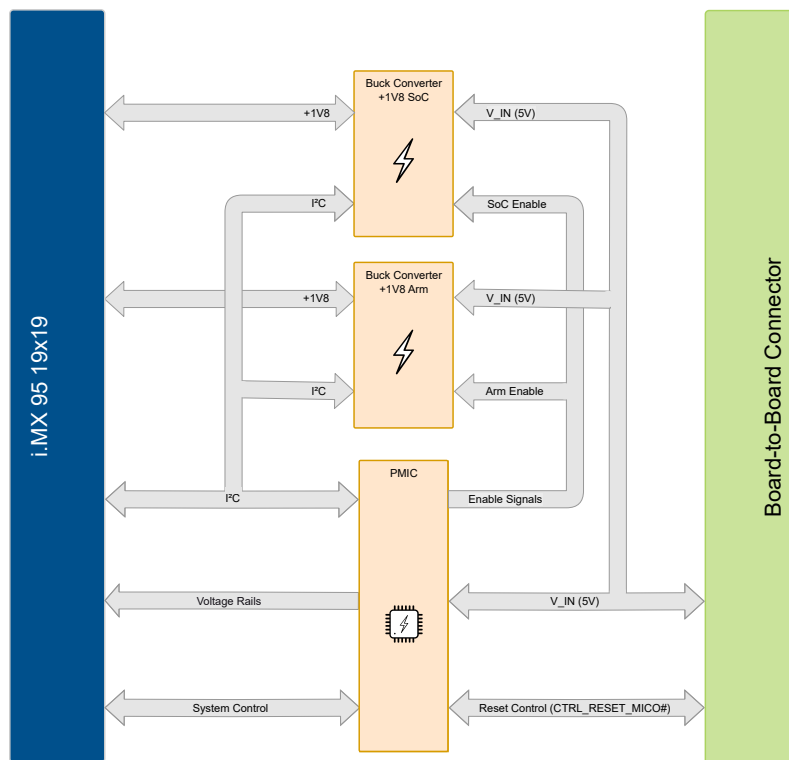 i.MX 95 19x19
Buck Converter
+1V8 SoC
+1V8
V_IN (5V)
I²C
SoC Enable
Buck Converter
+1V8 Arm
+1V8
V_IN (5V)
I²C
Arm Enable
PMIC
I²C
Enable Signals
Voltage Rails
V_IN (5V)
System Control
Reset Control (CTRL_RESET_MICO#)
Board-to-Board Connector